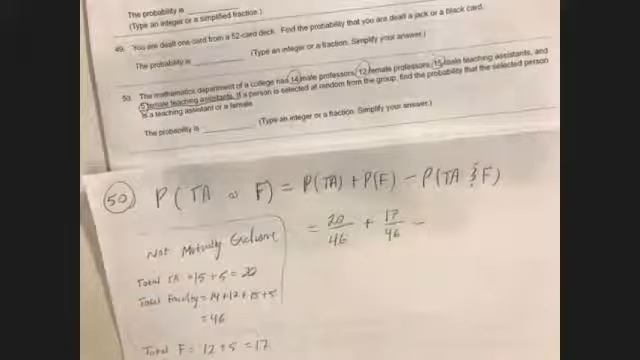 The probability is
(Type an integer or a simplified fraction.)
49. You are dealt one card from a 52-card deck. Find the probability that you are dealt a jack or a black card.
The probability is (Type an integer or a fraction. Simplify your answer.)
50. The mathematics department of a college has 14 male professors, 12 female professors, 15 male teaching assistants, and
5 female teaching assistants. If a person is selected at random from the group, find the probability that the selected person
is a teaching assistant or a female.
The probability is (Type an integer or a fraction. Simplify your answer.)
50 P(TA or F) = P(TA) + P(F) - P(TA & F)
= 20/46 + 17/46 -
Not Mutually Exclusive
Total TA = 15 + 5 = 20
Total Faculty = 14 + 12 + 15 + 5
= 46
Total F = 12 + 5 = 17